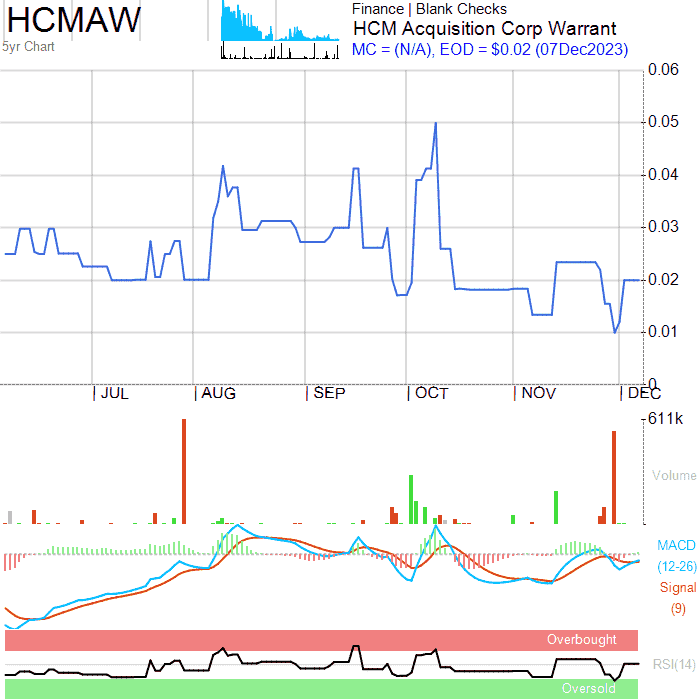 HCMAW
5yr Chart
Finance | Blank Checks
HCM Acquisition Corp Warrant
MC = (N/A), EOD = $0.02 (07Dec2023)
0.06
0.05
0.04
0.03
0.02
0.01
0
JUL AUG SEP OCT NOV DEC
611k
Volume
MACD
(12-26)
Signal
(9)
Overbought
RSI(14)
Oversold